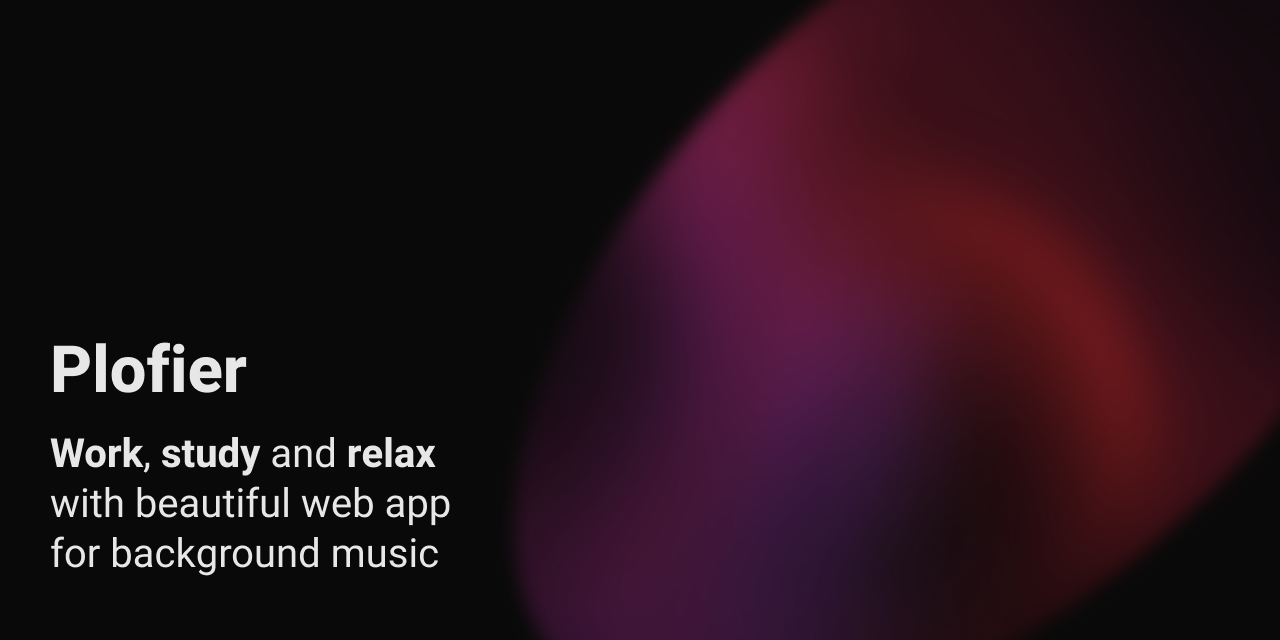 Plofier
Work, study and relax
with beautiful web app
for background music